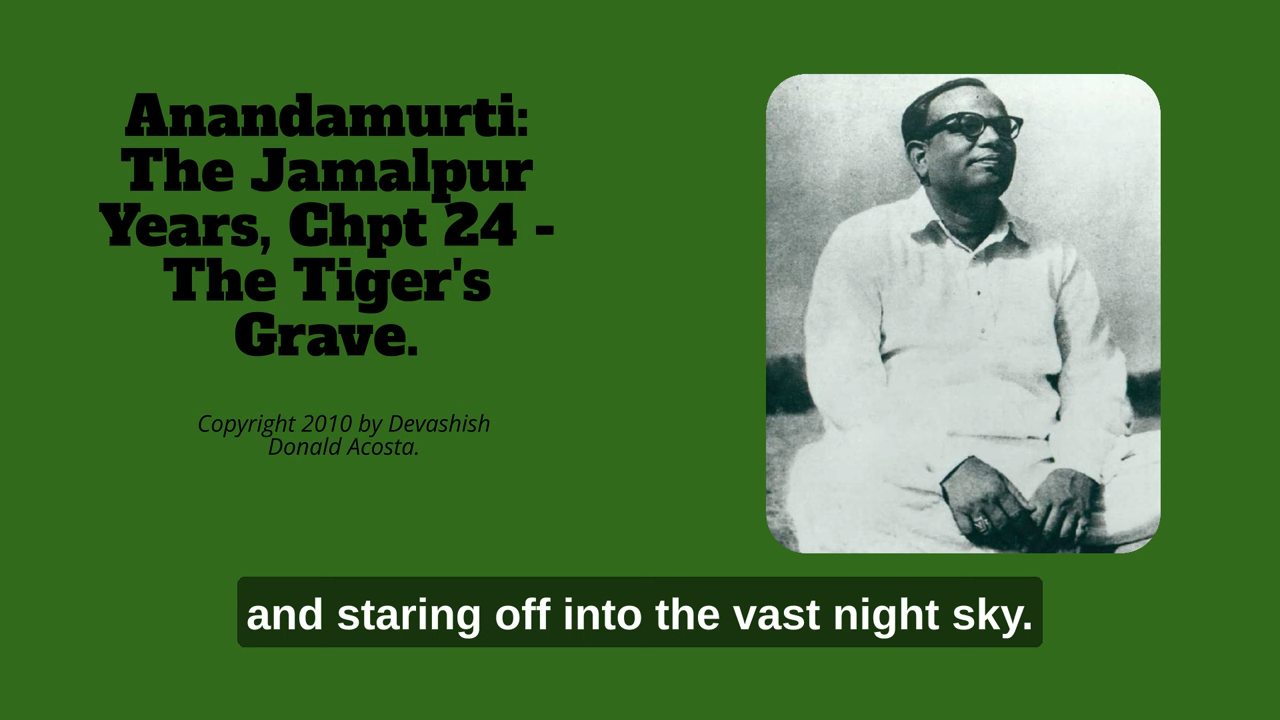 Anandamurti:
The Jamalpur
Years, Chpt 24 -
The Tiger's
Grave.
Copyright 2010 by Devashish
Donald Acosta.
and staring off into the vast night sky.